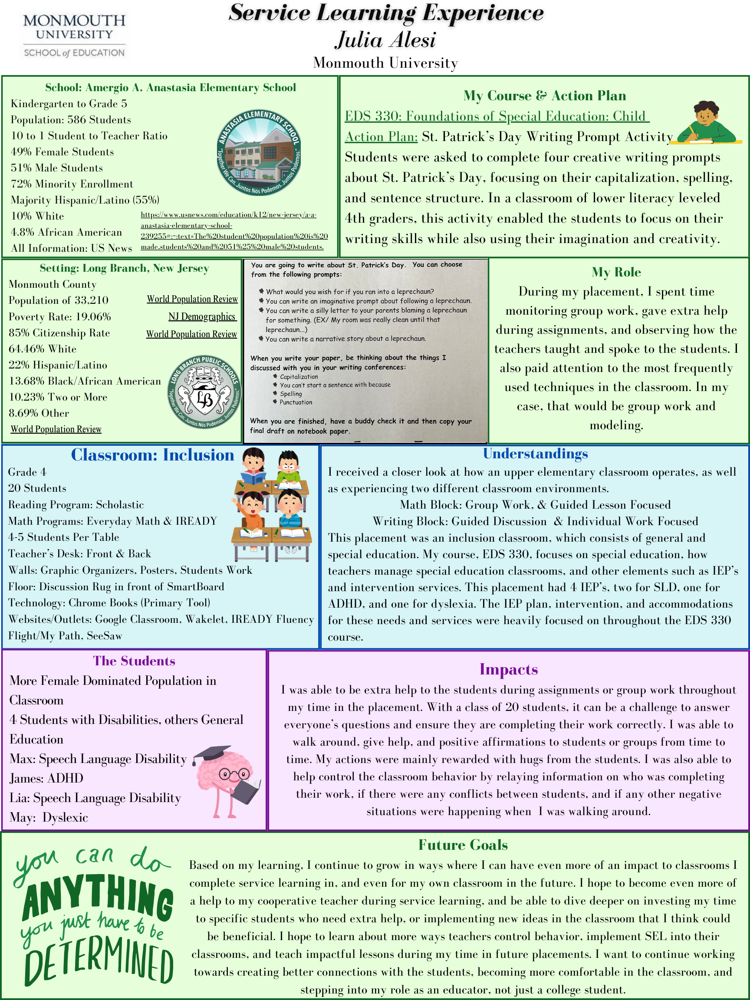 MONMOUTH
UNIVERSITY
SCHOOL of EDUCATION
Service Learning Experience
Julia Alesi
Monmouth University
School: Amergio A. Anastasia Elementary School
Kindergarten to Grade 5
Population: 586 Students
10 to 1 Student to Teacher Ratio
49% Female Students
51% Male Students
72% Minority Enrollment
Majority Hispanic/Latino (55%)
10% White
4.8% African American
All Information: US News
https://www.usnews.com/education/k12/new-jersey/a-a-
anastasia-elementary-school-
239255#:~:text=The%20student%20population%20is%20
made,students%20and%2051%25%20male%20students.
ANASTASIA ELEMENTARY SCHOOL
"Together We Can. Juntos Nós Podemos. Juntos Podemos."
My Course & Action Plan
EDS 330: Foundations of Special Education: Child
Action Plan: St. Patrick's Day Writing Prompt Activity
Students were asked to complete four creative writing prompts
about St. Patrick's Day, focusing on their capitalization, spelling,
and sentence structure. In a classroom of lower literacy leveled
4th graders, this activity enabled the students to focus on their
writing skills while also using their imagination and creativity.
Setting: Long Branch, New Jersey
Monmouth County
Population of 33,210
Poverty Rate: 19.06%
85% Citizenship Rate
64.46% White
22% Hispanic/Latino
13.68% Black/African American
10.23% Two or More
8.69% Other
World Population Review
World Population Review
NJ Demographics
World Population Review
LONG BRANCH PUBLIC SCHOOLS
LUX FIAT
LB
"Together We Can. Juntos Nós Podemos. Juntos Podemos."
You are going to write about St. Patrick's Day. You can choose
from the following prompts:
What would you wish for if you ran into a leprechaun?
You can write an imaginative prompt about following a leprechaun.
You can write a silly letter to your parents blaming a leprechaun
for something. (EX/ My room was really clean until that
leprechaun...)
You can write a narrative story about a leprechaun.
When you write your paper, be thinking about the things I
discussed with you in your writing conferences:
Capitalization
You can't start a sentence with because
Spelling
Punctuation
When you are finished, have a buddy check it and then copy your
final draft on notebook paper.
My Role
During my placement, I spent time
monitoring group work, gave extra help
during assignments, and observing how the
teachers taught and spoke to the students. I
also paid attention to the most frequently
used techniques in the classroom. In my
case, that would be group work and
modeling.
Classroom: Inclusion
Grade 4
20 Students
Reading Program: Scholastic
Math Programs: Everyday Math & IREADY
4-5 Students Per Table
Teacher's Desk: Front & Back
Walls: Graphic Organizers, Posters, Students Work
Floor: Discussion Rug in front of SmartBoard
Technology: Chrome Books (Primary Tool)
Websites/Outlets: Google Classroom, Wakelet, IREADY Fluency
Flight/My Path, SeeSaw
Understandings
I received a closer look at how an upper elementary classroom operates, as well
as experiencing two different classroom environments.
Math Block: Group Work, & Guided Lesson Focused
Writing Block: Guided Discussion & Individual Work Focused
This placement was an inclusion classroom, which consists of general and
special education. My course, EDS 330, focuses on special education, how
teachers manage special education classrooms, and other elements such as IEP's
and intervention services. This placement had 4 IEP's, two for SLD, one for
ADHD, and one for dyslexia. The IEP plan, intervention, and accommodations
for these needs and services were heavily focused on throughout the EDS 330
course.
The Students
More Female Dominated Population in
Classroom
4 Students with Disabilities, others General
Education
Max: Speech Language Disability
James: ADHD
Lia: Speech Language Disability
May: Dyslexic
Impacts
I was able to be extra help to the students during assignments or group work throughout
my time in the placement. With a class of 20 students, it can be a challenge to answer
everyone's questions and ensure they are completing their work correctly. I was able to
walk around, give help, and positive affirmations to students or groups from time to
time. My actions were mainly rewarded with hugs from the students. I was also able to
help control the classroom behavior by relaying information on who was completing
their work, if there were any conflicts between students, and if any other negative
situations were happening when I was walking around.
you can do
ANYTHING
you just have to be
DETERMINED
Future Goals
Based on my learning, I continue to grow in ways where I can have even more of an impact to classrooms I
complete service learning in, and even for my own classroom in the future. I hope to become even more of
a help to my cooperative teacher during service learning, and be able to dive deeper on investing my time
to specific students who need extra help, or implementing new ideas in the classroom that I think could
be beneficial. I hope to learn about more ways teachers control behavior, implement SEL into their
classrooms, and teach impactful lessons during my time in future placements. I want to continue working
towards creating better connections with the students, becoming more comfortable in the classroom, and
stepping into my role as an educator, not just a college student.